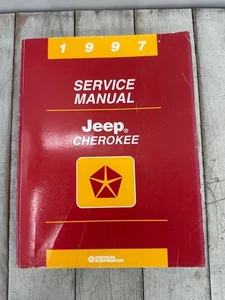 1997
SERVICE
MANUAL
Jeep®
CHEROKEE
CHRYSLER
CORPORATION